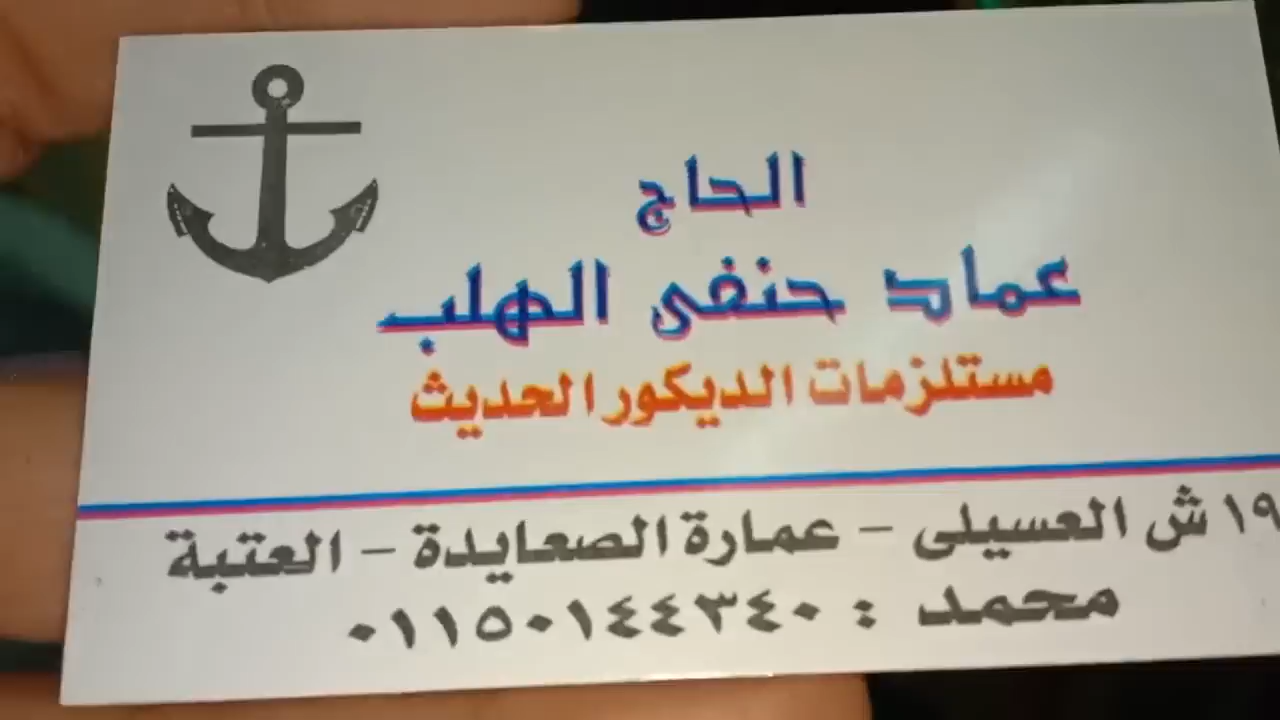 الحاج
عماد حنفى الهلب
مستلزمات الديكور الحديث
١٩ ش العسيلى - عمارة الصعايدة - العتبة
محمد : ٠١١٥٠١٤٤٣٤٠